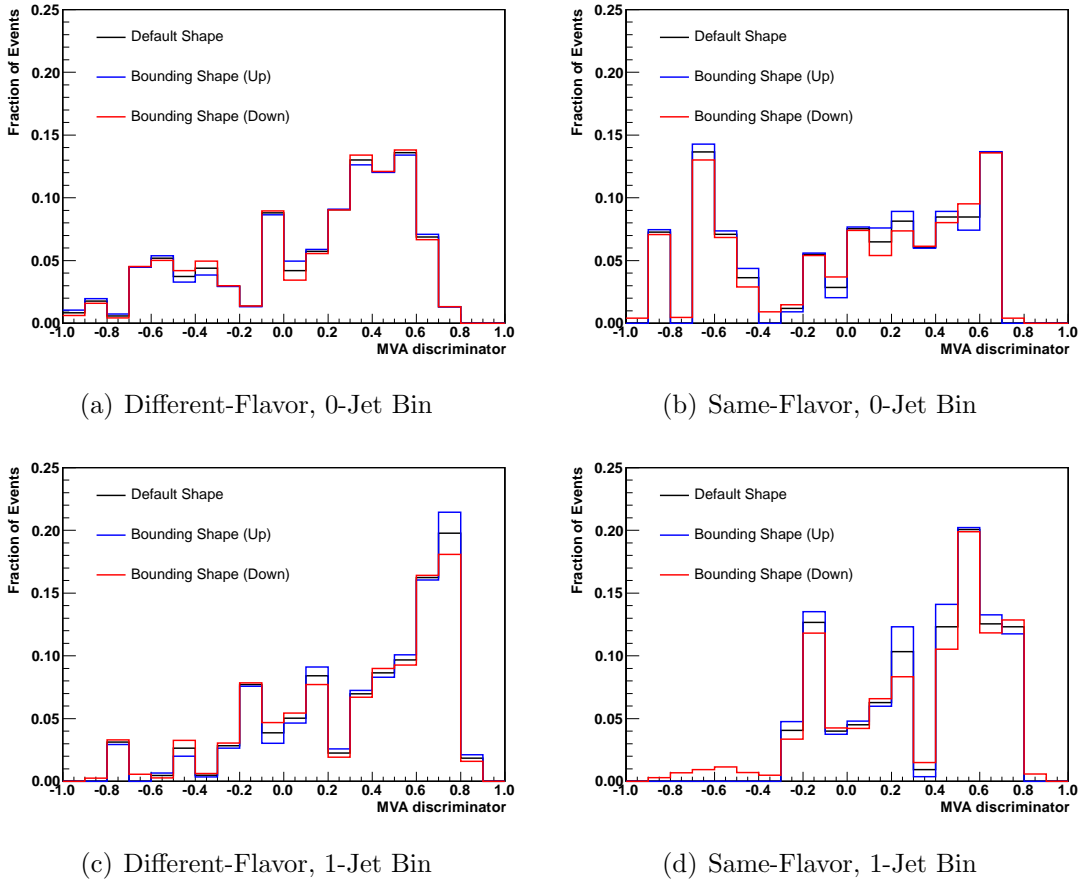 Fraction of Events
0.25
0.20
0.15
0.10
0.05
0.00
Default Shape
Bounding Shape (Up)
Bounding Shape (Down)
-1.0 -0.8 -0.6 -0.4 -0.2 0.0 0.2 0.4 0.6 0.8 1.0
MVA discriminator
(a) Different-Flavor, 0-Jet Bin
Fraction of Events
0.25
0.20
0.15
0.10
0.05
0.00
Default Shape
Bounding Shape (Up)
Bounding Shape (Down)
-1.0 -0.8 -0.6 -0.4 -0.2 0.0 0.2 0.4 0.6 0.8 1.0
MVA discriminator
(b) Same-Flavor, 0-Jet Bin
Fraction of Events
0.25
0.20
0.15
0.10
0.05
0.00
Default Shape
Bounding Shape (Up)
Bounding Shape (Down)
-1.0 -0.8 -0.6 -0.4 -0.2 0.0 0.2 0.4 0.6 0.8 1.0
MVA discriminator
(c) Different-Flavor, 1-Jet Bin
Fraction of Events
0.25
0.20
0.15
0.10
0.05
0.00
Default Shape
Bounding Shape (Up)
Bounding Shape (Down)
-1.0 -0.8 -0.6 -0.4 -0.2 0.0 0.2 0.4 0.6 0.8 1.0
MVA discriminator
(d) Same-Flavor, 1-Jet Bin